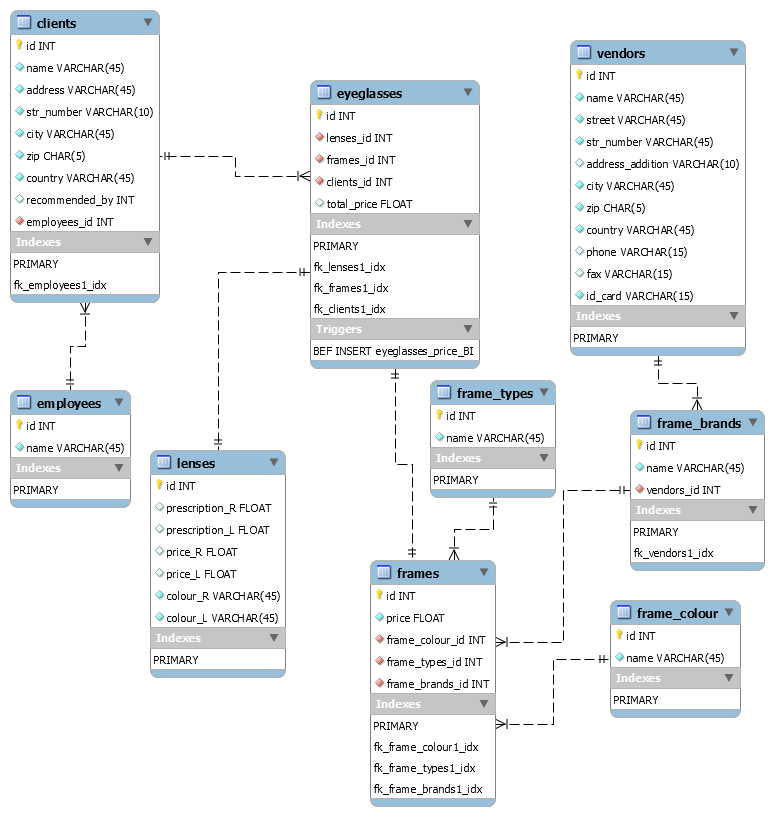 clients
id INT
name VARCHAR(45)
address VARCHAR(45)
str_number VARCHAR(10)
city VARCHAR(45)
zip CHAR(5)
country VARCHAR(45)
recommended_by INT
employees_id INT
Indexes
PRIMARY
fk_employees1_idx
employees
id INT
name VARCHAR(45)
Indexes
PRIMARY
eyeglasses
id INT
lenses_id INT
frames_id INT
clients_id INT
total_price FLOAT
Indexes
PRIMARY
fk_lenses1_idx
fk_frames1_idx
fk_clients1_idx
Triggers
BEF INSERT eyeglasses_price_BI
lenses
id INT
prescription_R FLOAT
prescription_L FLOAT
price_R FLOAT
price_L FLOAT
colour_R VARCHAR(45)
colour_L VARCHAR(45)
Indexes
PRIMARY
frame_types
id INT
name VARCHAR(45)
Indexes
PRIMARY
frames
id INT
price FLOAT
frame_colour_id INT
frame_types_id INT
frame_brands_id INT
Indexes
PRIMARY
fk_frame_colour1_idx
fk_frame_types1_idx
fk_frame_brands1_idx
vendors
id INT
name VARCHAR(45)
street VARCHAR(45)
str_number VARCHAR(45)
address_addition VARCHAR(10)
city VARCHAR(45)
zip CHAR(5)
country VARCHAR(45)
phone VARCHAR(15)
fax VARCHAR(15)
id_card VARCHAR(15)
Indexes
PRIMARY
frame_brands
id INT
name VARCHAR(45)
vendors_id INT
Indexes
PRIMARY
fk_vendors1_idx
frame_colour
id INT
name VARCHAR(45)
Indexes
PRIMARY